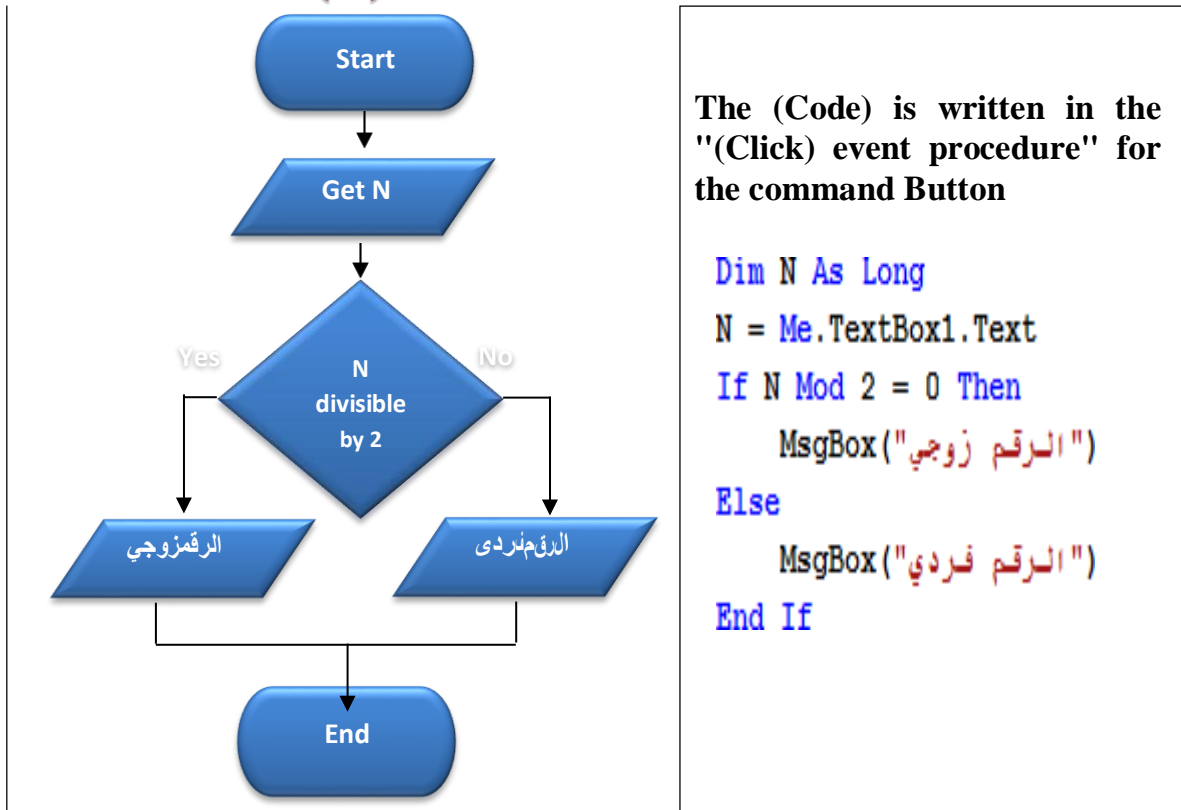 Start
Get N
Yes
No
N
divisible
by 2
الرقمزوجي
End
The (Code) is written in the
"(Click) event procedure" for
the command Button
Dim N As Long
N = Me.TextBox1.Text
If N Mod 2 = 0 Then
MsgBox("الرقم زوجي")
Else
MsgBox("الرقم فردي")
End If